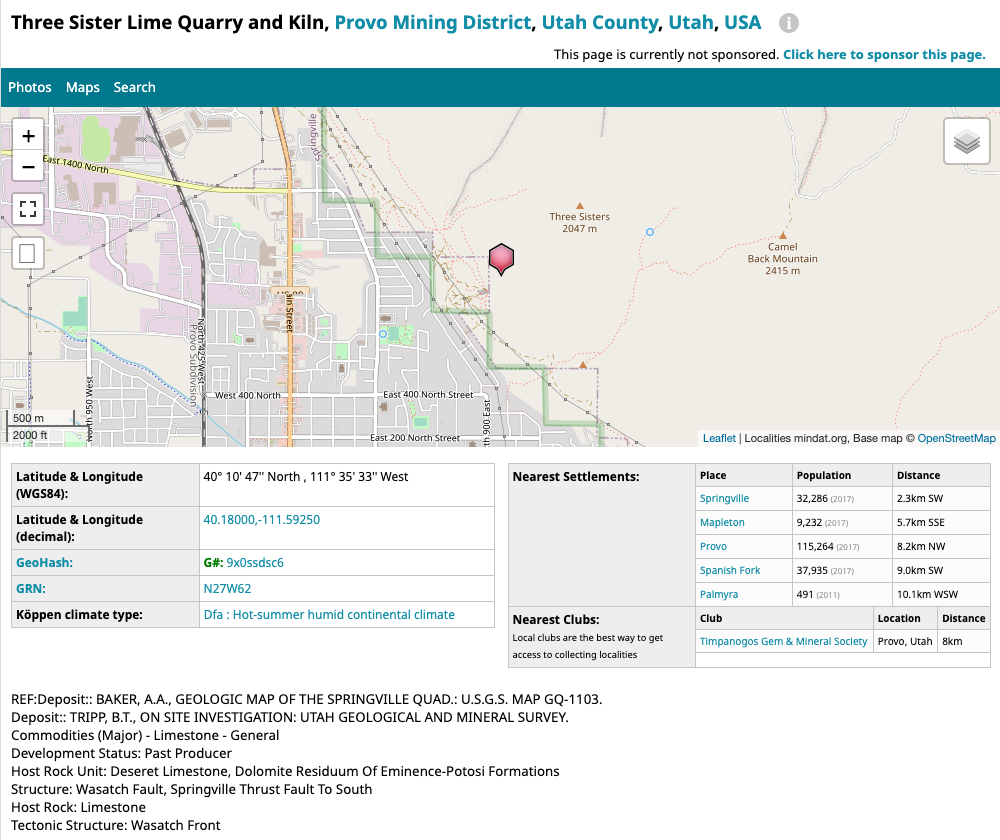 Three Sister Lime Quarry and Kiln, Provo Mining District, Utah County, Utah, USA i
This page is currently not sponsored. Click here to sponsor this page.
Photos Maps Search
+
−
East 1400 North
Springville
Three Sisters
2047 m
Camel
Back Mountain
2415 m
ain Street
North 425 West
Provo Subdivision
North 950 West
West 400 North
East 400 North Street
East 200 North Street
th 900 East
500 m
2000 ft
Leaflet | Localities mindat.org, Base map © OpenStreetMap
Latitude & Longitude (WGS84): 40° 10' 47'' North , 111° 35' 33'' West
Latitude & Longitude (decimal): 40.18000,-111.59250
GeoHash: G#: 9x0ssdsc6
GRN: N27W62
Köppen climate type: Dfa : Hot-summer humid continental climate
Nearest Settlements:
Place Population Distance
Springville 32,286 (2017) 2.3km SW
Mapleton 9,232 (2017) 5.7km SSE
Provo 115,264 (2017) 8.2km NW
Spanish Fork 37,935 (2017) 9.0km SW
Palmyra 491 (2011) 10.1km WSW
Nearest Clubs:
Local clubs are the best way to get
access to collecting localities
Club Location Distance
Timpanogos Gem & Mineral Society Provo, Utah 8km
REF:Deposit:: BAKER, A.A., GEOLOGIC MAP OF THE SPRINGVILLE QUAD.: U.S.G.S. MAP GQ-1103.
Deposit:: TRIPP, B.T., ON SITE INVESTIGATION: UTAH GEOLOGICAL AND MINERAL SURVEY.
Commodities (Major) - Limestone - General
Development Status: Past Producer
Host Rock Unit: Deseret Limestone, Dolomite Residuum Of Eminence-Potosi Formations
Structure: Wasatch Fault, Springville Thrust Fault To South
Host Rock: Limestone
Tectonic Structure: Wasatch Front